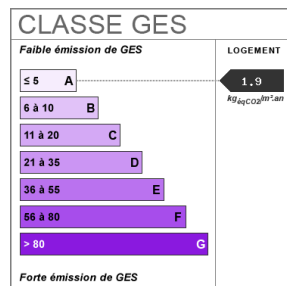 CLASSE GES
Faible émission de GES
LOGEMENT
≤ 5 A
1.9
kgéqCO2/m².an
6 à 10 B
11 à 20 C
21 à 35 D
36 à 55 E
56 à 80 F
> 80 G
Forte émission de GES